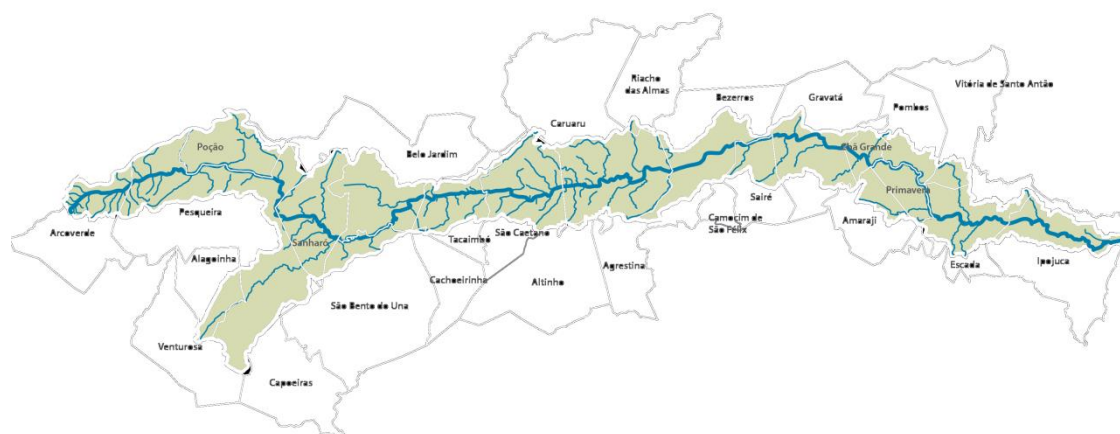 Riacho
das Almas
Vitória de Santo Antão
Bezerros
Gravatá
Pombos
Caruaru
Poção
Belo Jardim
Chá Grande
Primavera
Pesqueira
Sairé
Arcoverde
Camocim de
São Félix
Amaraji
São Caetano
Tacaimbó
Sanharó
Alagoinha
Agrestina
Escada
Ipojuca
Cachoeirinha
Altinho
São Bento do Una
Venturosa
Capoeiras